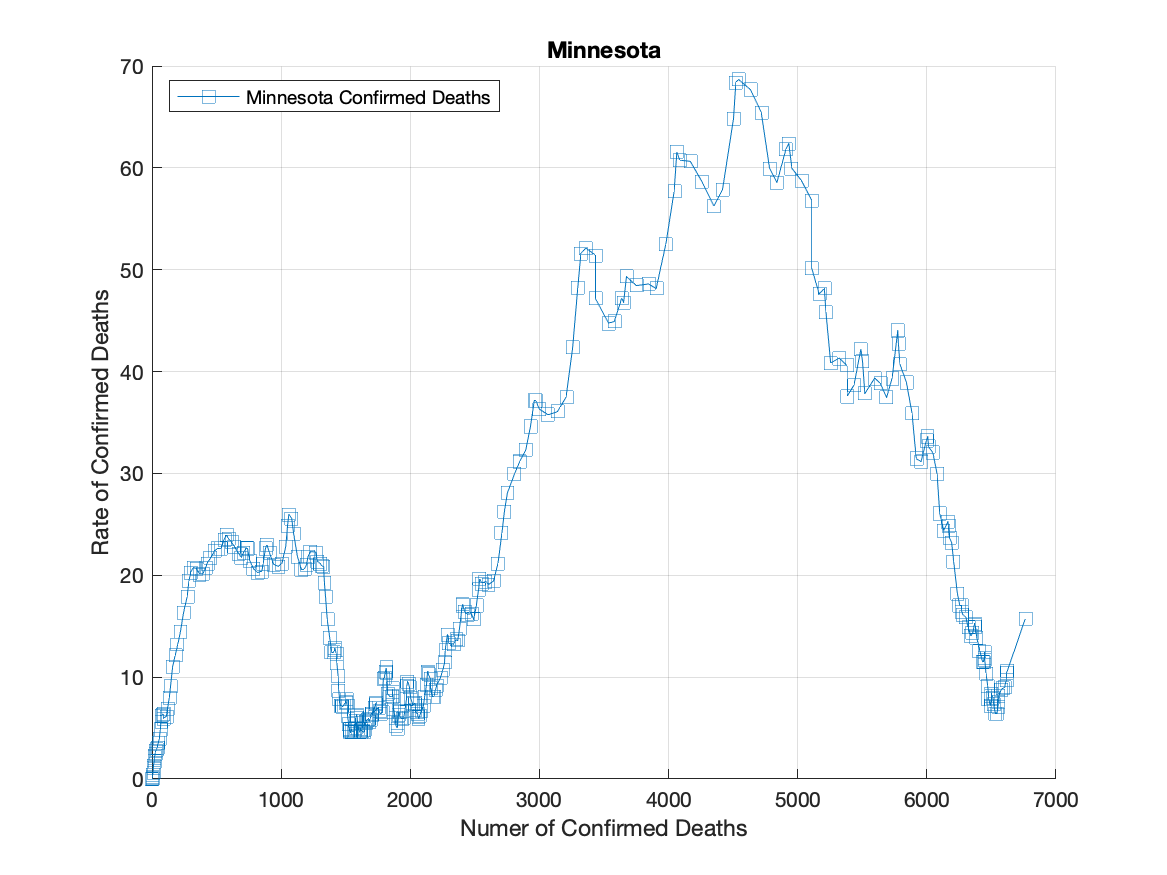 Minnesota
Minnesota Confirmed Deaths
Rate of Confirmed Deaths
70
60
50
40
30
20
10
0
0 1000 2000 3000 4000 5000 6000 7000
Numer of Confirmed Deaths